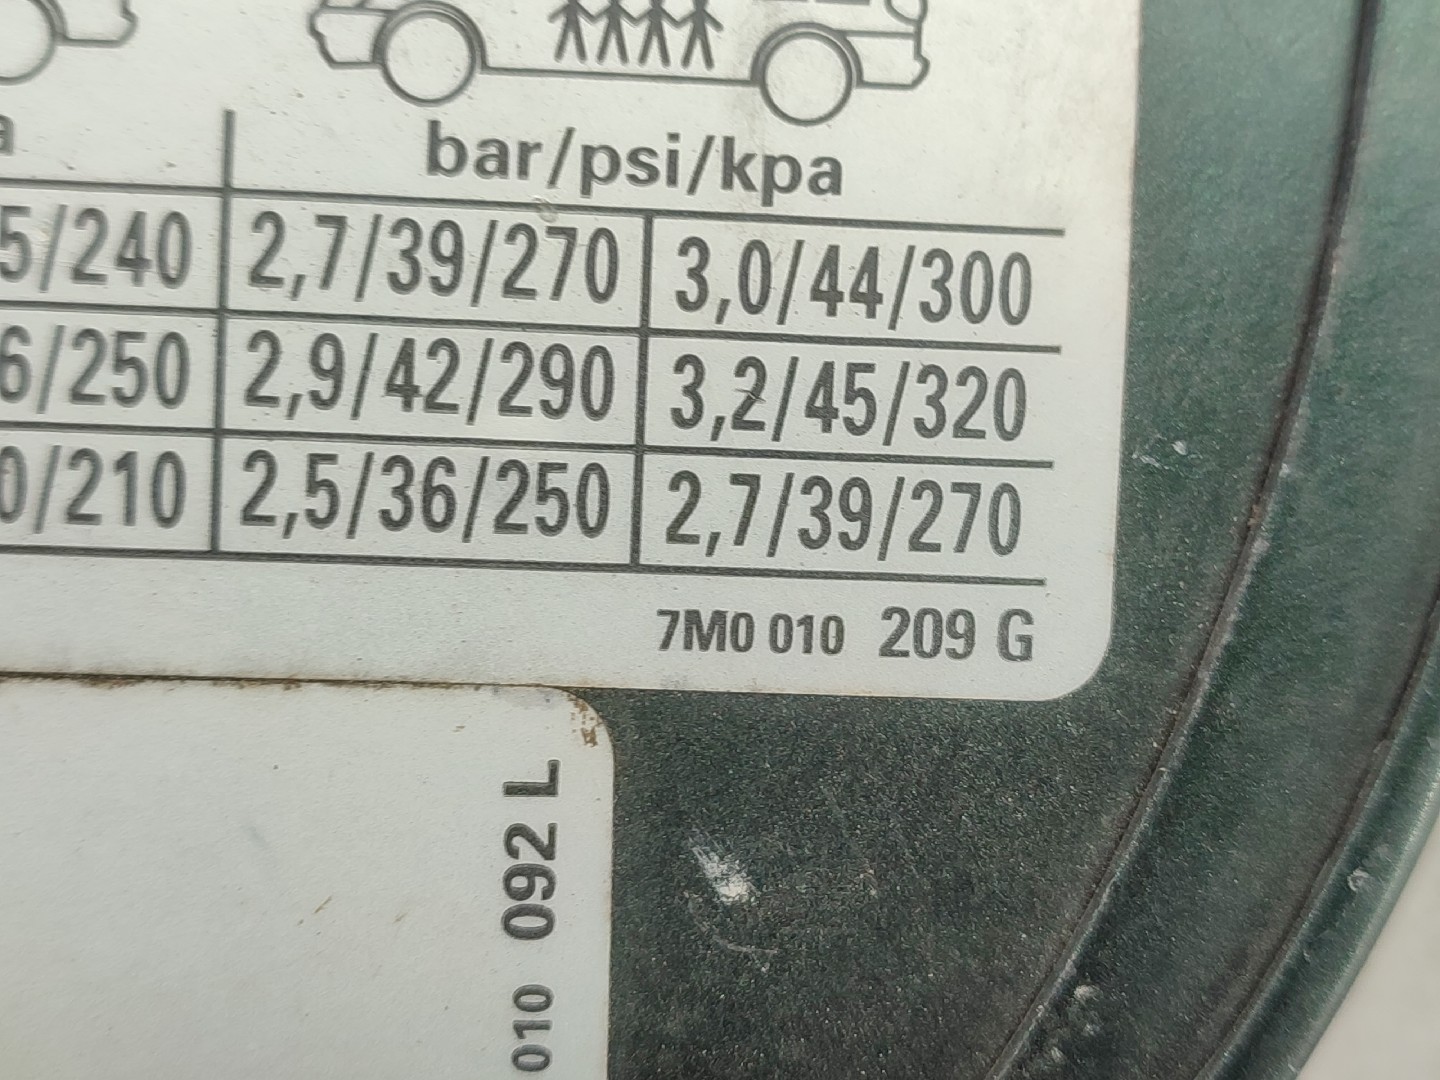 bar/psi/kpa
5/240 2,7/39/270 3,0/44/300
6/250 2,9/42/290 3,2/45/320
0/210 2,5/36/250 2,7/39/270
7M0 010 209 G
010 092 L